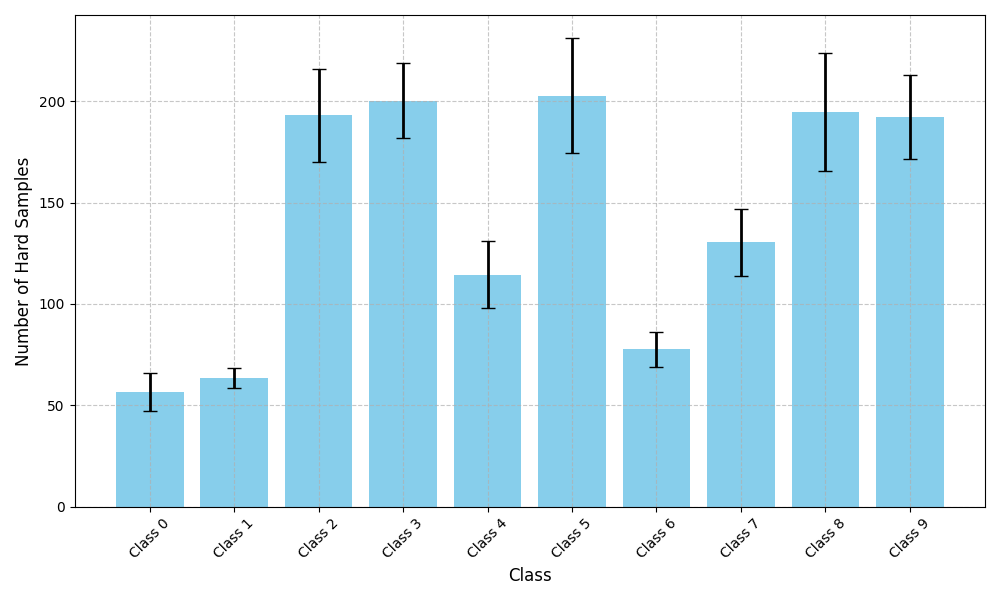 200
150
100
50
0
Number of Hard Samples
Class 0
Class 1
Class 2
Class 3
Class 4
Class 5
Class 6
Class 7
Class 8
Class 9
Class